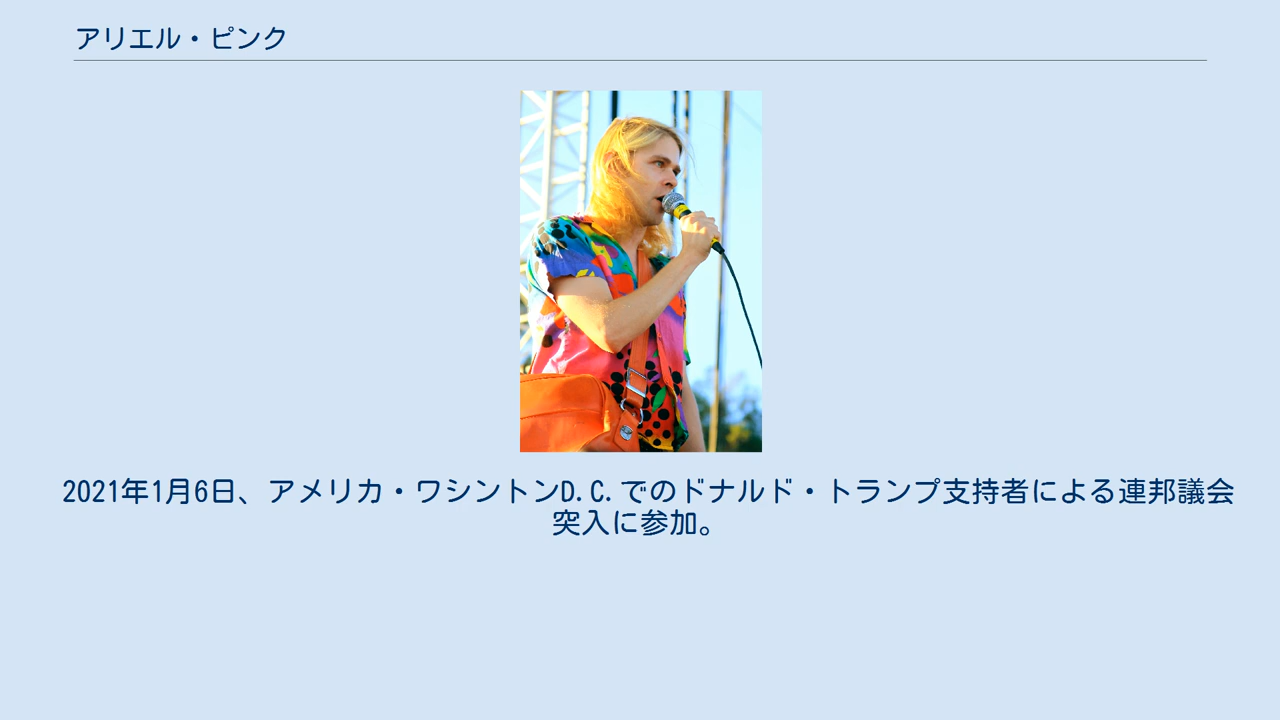 アリエル・ピンク
2021年1月6日、アメリカ・ワシントンD.C.でのドナルド・トランプ支持者による連邦議会
突入に参加。